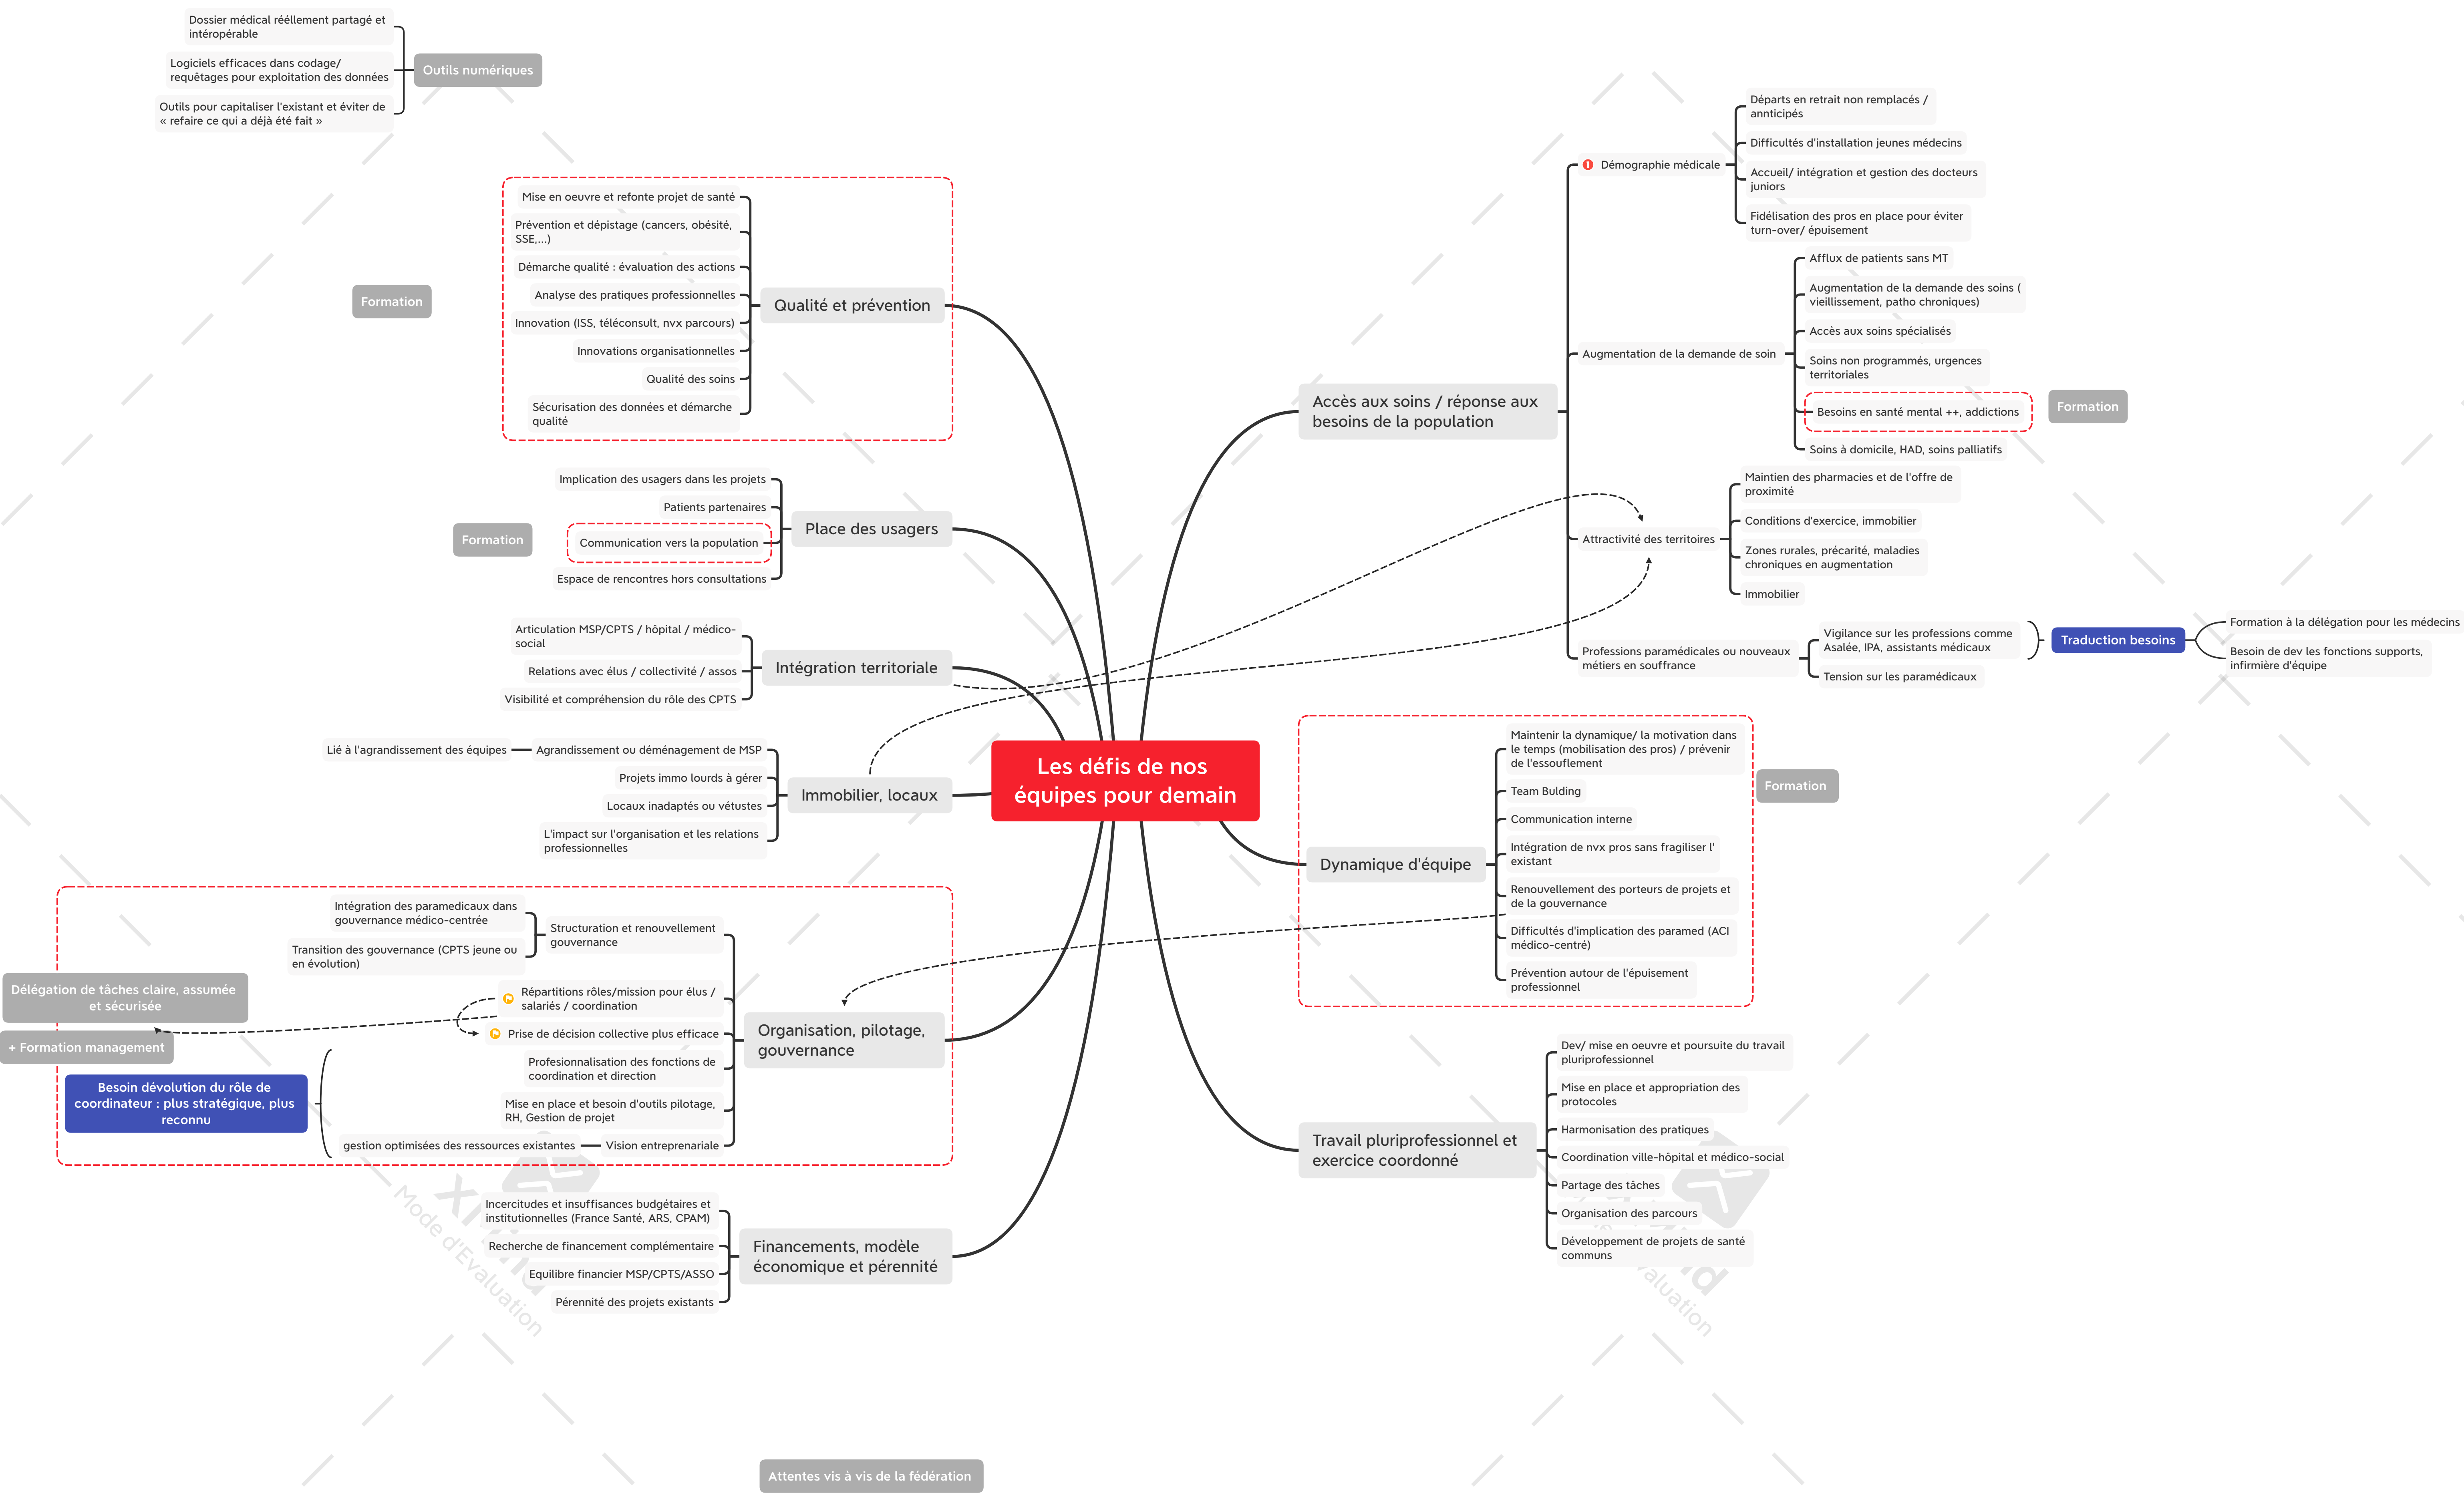 Dossier médical rééllement partagé et
intéropérable
Logiciels efficaces dans codage/
requêtages pour exploitation des données
Outils pour capitaliser l'existant et éviter de
« refaire ce qui a déjà été fait »
Outils numériques
Mise en oeuvre et refonte projet de santé
Prévention et dépistage (cancers, obésité,
SSE,...)
Démarche qualité : évaluation des actions
Analyse des pratiques professionnelles
Innovation (ISS, téléconsult, nvx parcours)
Innovations organisationnelles
Qualité des soins
Sécurisation des données et démarche
qualité
Qualité et prévention
Formation
Implication des usagers dans les projets
Patients partenaires
Communication vers la population
Espace de rencontres hors consultations
Place des usagers
Formation
Articulation MSP/CPTS / hôpital / médico-
social
Relations avec élus / collectivité / assos
Visibilité et compréhension du rôle des CPTS
Intégration territoriale
Lié à l'agrandissement des équipes
Agrandissement ou déménagement de MSP
Projets immo lourds à gérer
Locaux inadaptés ou vétustes
L'impact sur l'organisation et les relations
professionnelles
Immobilier, locaux
Les défis de nos
équipes pour demain
Intégration des paramedicaux dans
gouvernance médico-centrée
Transition des gouvernance (CPTS jeune ou
en évolution)
Structuration et renouvellement
gouvernance
Délégation de tâches claire, assumée
et sécurisée
+ Formation management
Répartitions rôles/mission pour élus /
salariés / coordination
Prise de décision collective plus efficace
Profesionnalisation des fonctions de
coordination et direction
Mise en place et besoin d'outils pilotage,
RH, Gestion de projet
gestion optimisées des ressources existantes
Vision entreprenariale
Besoin dévolution du rôle de
coordinateur : plus stratégique, plus
reconnu
Organisation, pilotage,
gouvernance
Incercitudes et insuffisances budgétaires et
institutionnelles (France Santé, ARS, CPAM)
Recherche de financement complémentaire
Equilibre financier MSP/CPTS/ASSO
Pérennité des projets existants
Financements, modèle
économique et pérennité
Attentes vis à vis de la fédération
Accès aux soins / réponse aux
besoins de la population
Démographie médicale
Départs en retrait non remplacés /
annticipés
Difficultés d'installation jeunes médecins
Accueil/ intégration et gestion des docteurs
juniors
Fidélisation des pros en place pour éviter
turn-over/ épuisement
Augmentation de la demande de soin
Afflux de patients sans MT
Augmentation de la demande des soins (
vieillissement, patho chroniques)
Accès aux soins spécialisés
Soins non programmés, urgences
territoriales
Besoins en santé mental ++, addictions
Soins à domicile, HAD, soins palliatifs
Formation
Attractivité des territoires
Maintien des pharmacies et de l'offre de
proximité
Conditions d'exercice, immobilier
Zones rurales, précarité, maladies
chroniques en augmentation
Immobilier
Professions paramédicales ou nouveaux
métiers en souffrance
Vigilance sur les professions comme
Asalée, IPA, assistants médicaux
Tension sur les paramédicaux
Traduction besoins
Formation à la délégation pour les médecins
Besoin de dev les fonctions supports,
infirmière d'équipe
Dynamique d'équipe
Maintenir la dynamique/ la motivation dans
le temps (mobilisation des pros) / prévenir
de l'essouflement
Team Bulding
Communication interne
Intégration de nvx pros sans fragiliser l'
existant
Renouvellement des porteurs de projets et
de la gouvernance
Difficultés d'implication des paramed (ACI
médico-centré)
Prévention autour de l'épuisement
professionnel
Formation
Travail pluriprofessionnel et
exercice coordonné
Dev/ mise en oeuvre et poursuite du travail
pluriprofessionnel
Mise en place et appropriation des
protocoles
Harmonisation des pratiques
Coordination ville-hôpital et médico-social
Partage des tâches
Organisation des parcours
Développement de projets de santé
communs
Mode d'Evaluation